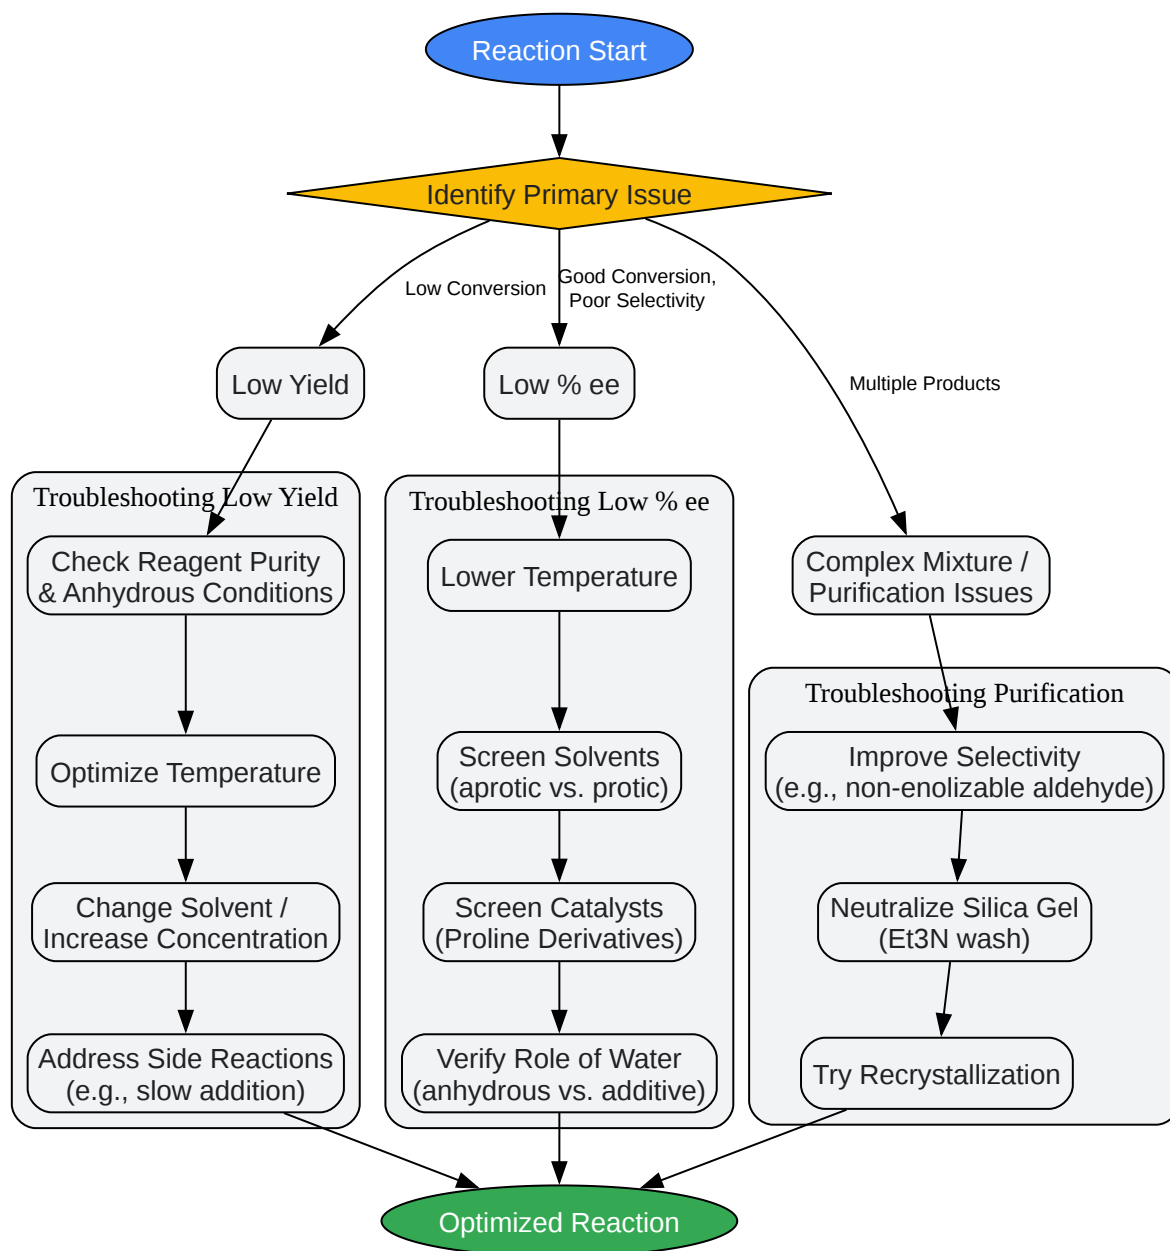 Reaction Start
Identify Primary Issue
Low Conversion
Good Conversion,
Poor Selectivity
Multiple Products
Low Yield
Low % ee
Troubleshooting Low Yield
Check Reagent Purity
& Anhydrous Conditions
Optimize Temperature
Change Solvent /
Increase Concentration
Address Side Reactions
(e.g., slow addition)
Troubleshooting Low % ee
Lower Temperature
Screen Solvents
(aprotic vs. protic)
Screen Catalysts
(Proline Derivatives)
Verify Role of Water
(anhydrous vs. additive)
Complex Mixture /
Purification Issues
Troubleshooting Purification
Improve Selectivity
(e.g., non-enolizable aldehyde)
Neutralize Silica Gel
(Et3N wash)
Try Recrystallization
Optimized Reaction